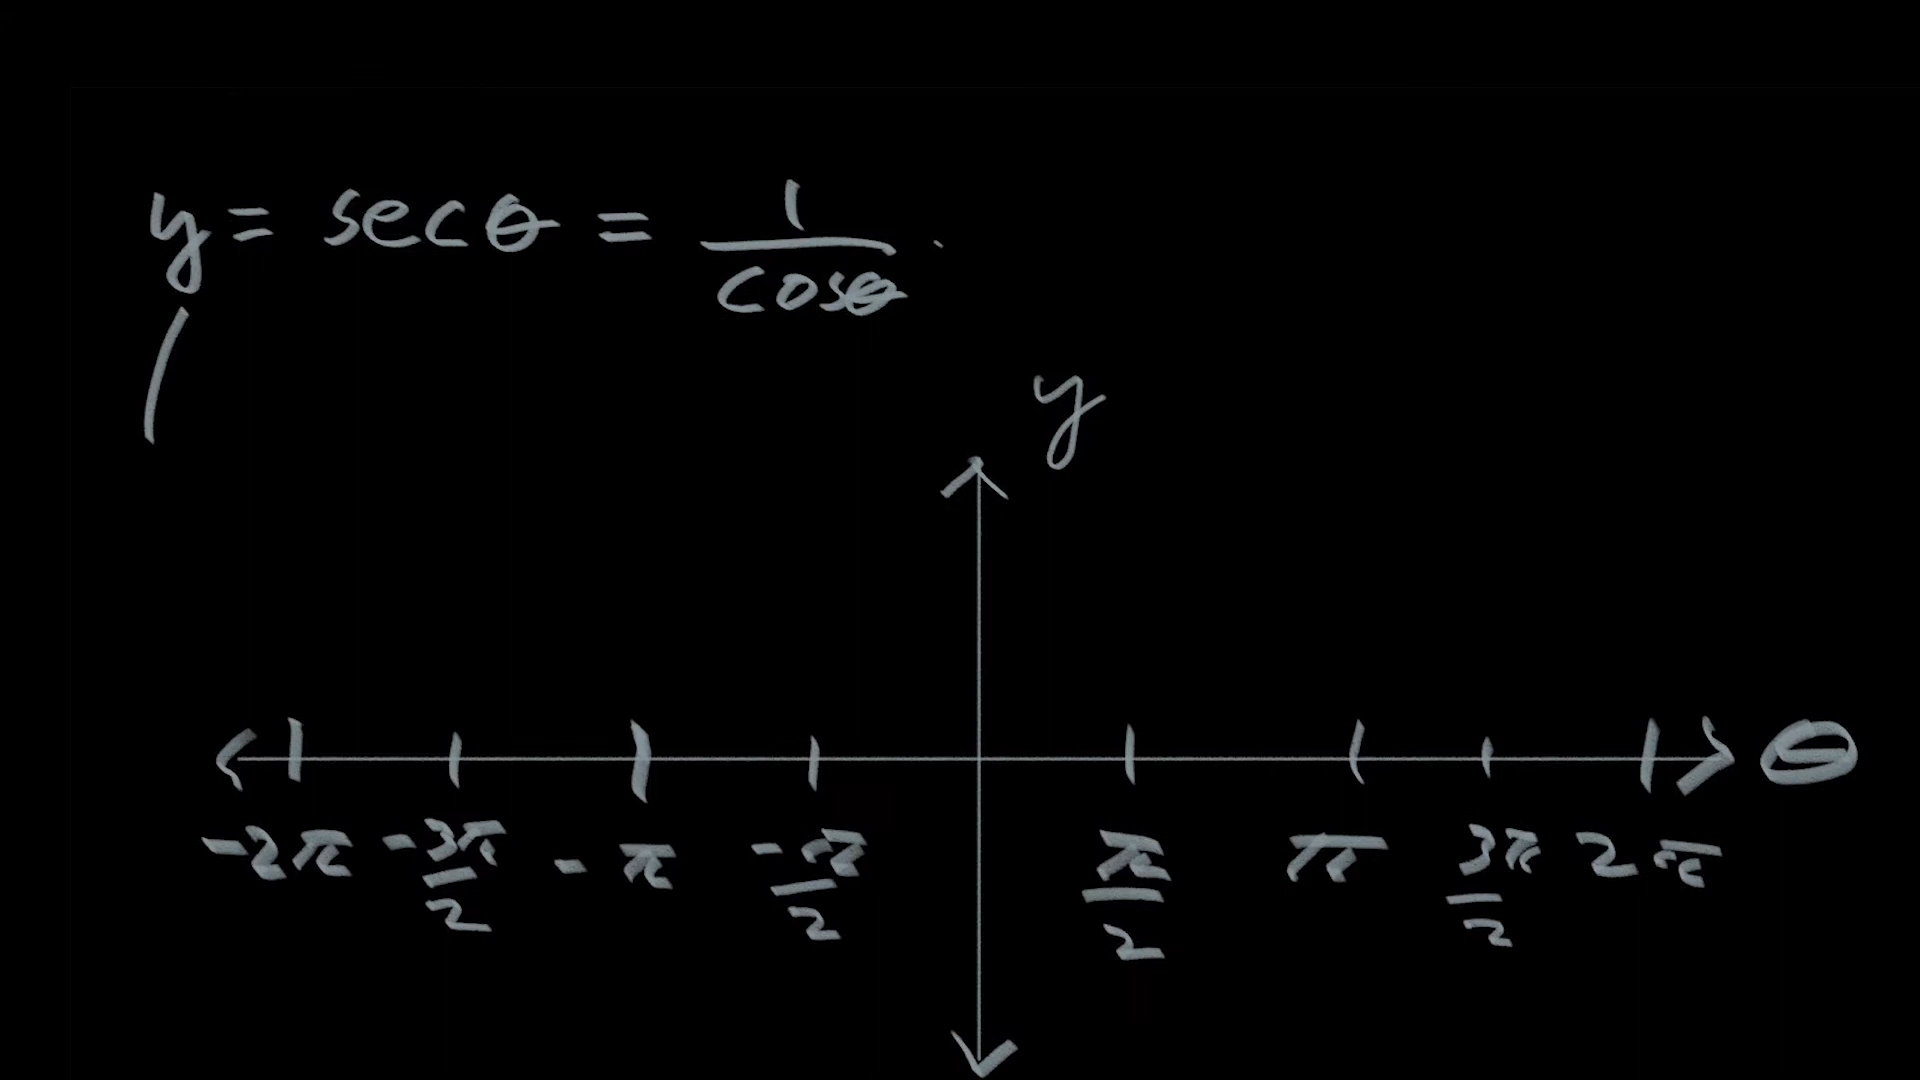 y = secθ = 1/cosθ
y
θ
-2π -3π/2 -π -π/2 π/2 π 3π/2 2π